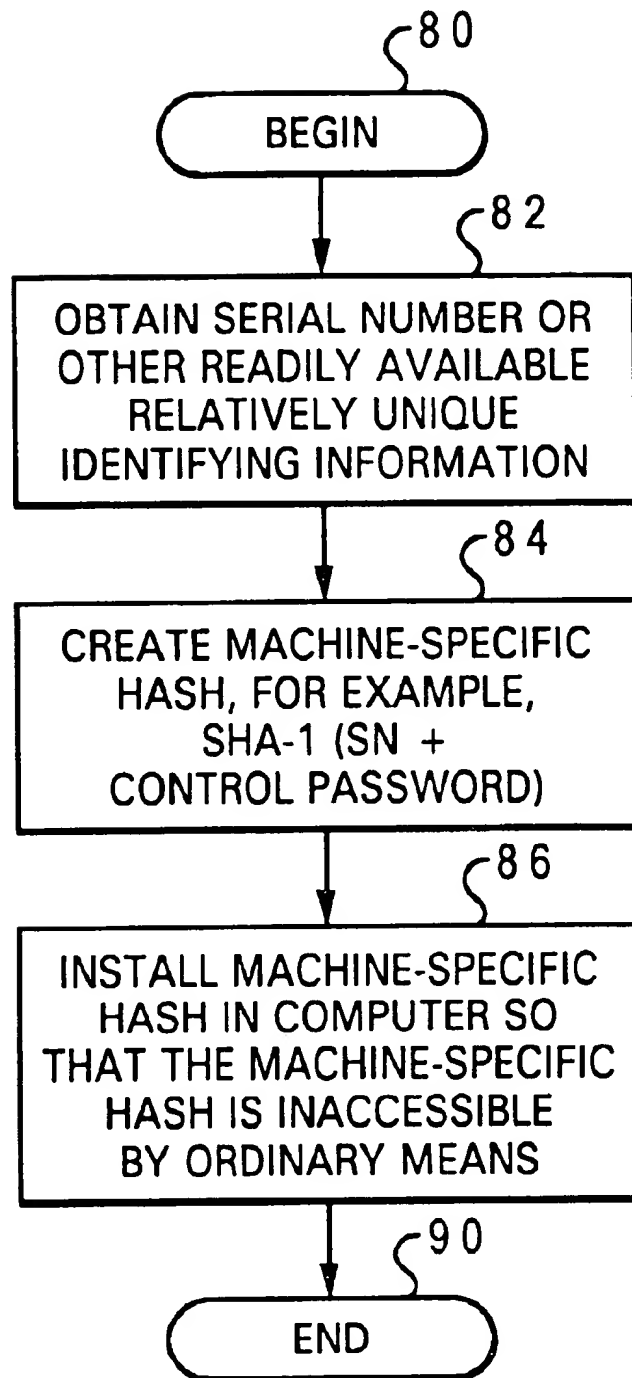 80
BEGIN
82
OBTAIN SERIAL NUMBER OR
OTHER READILY AVAILABLE
RELATIVELY UNIQUE
IDENTIFYING INFORMATION
84
CREATE MACHINE-SPECIFIC
HASH, FOR EXAMPLE,
SHA-1 (SN +
CONTROL PASSWORD)
86
INSTALL MACHINE-SPECIFIC
HASH IN COMPUTER SO
THAT THE MACHINE-SPECIFIC
HASH IS INACCESSIBLE
BY ORDINARY MEANS
90
END